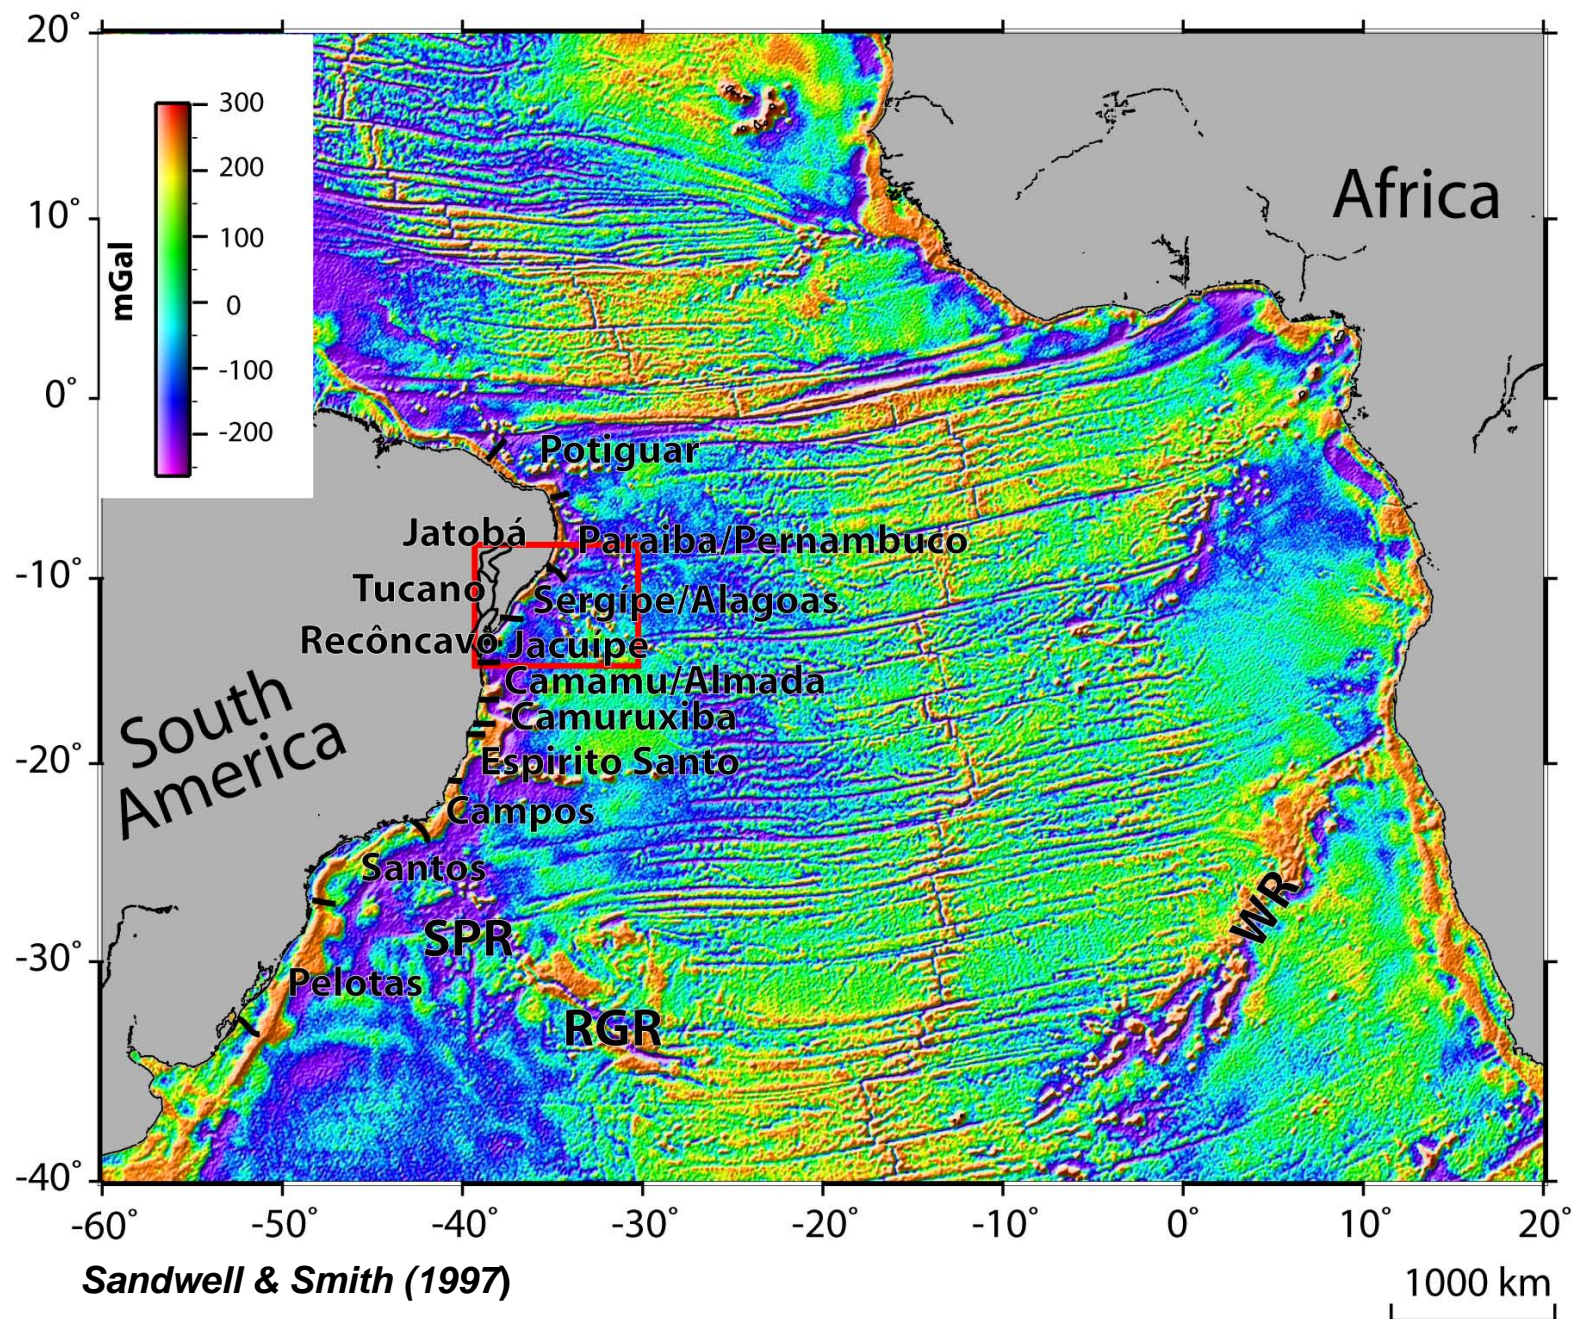 20°
10°
0°
-10°
-20°
-30°
-40°
mGal
300
200
100
0
-100
-200
Africa
Potiguar
Jatobá
Paraiba/Pernambuco
Tucano
Sergípe/Alagoas
Recôncavo
Jacuípe
Camamu/Almada
Camuruxiba
South
America
Espirito Santo
Campos
Santos
SPR
WR
Pelotas
RGR
-60°
-50°
-40°
-30°
-20°
-10°
0°
10°
20°
Sandwell & Smith (1997)
1000 km